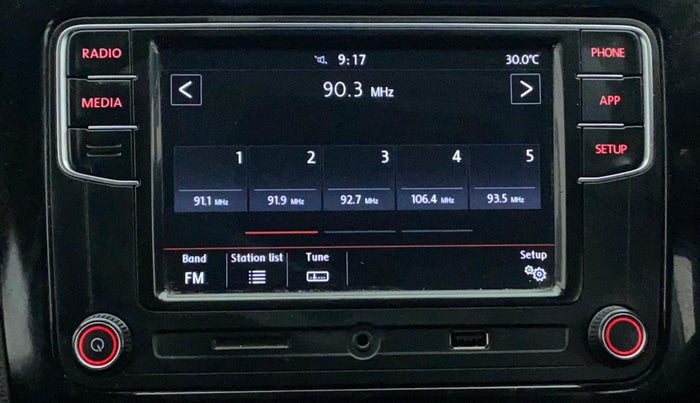 RADIO
MEDIA
9:17
30.0°C
< 90.3 MHz >
1 2 3 4 5
91.1 MHz 91.9 MHz 92.7 MHz 106.4 MHz 93.5 MHz
Band Station list Tune Setup
FM
PHONE
APP
SETUP